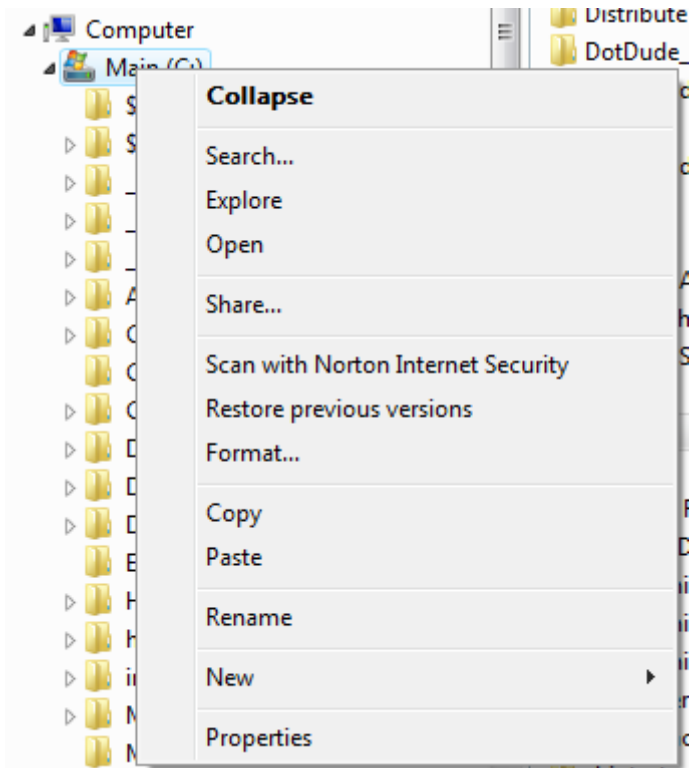 Computer
Main (C:)
Distribute
DotDude_
Collapse
Search...
Explore
Open
Share...
Scan with Norton Internet Security
Restore previous versions
Format...
Copy
Paste
Rename
New
Properties